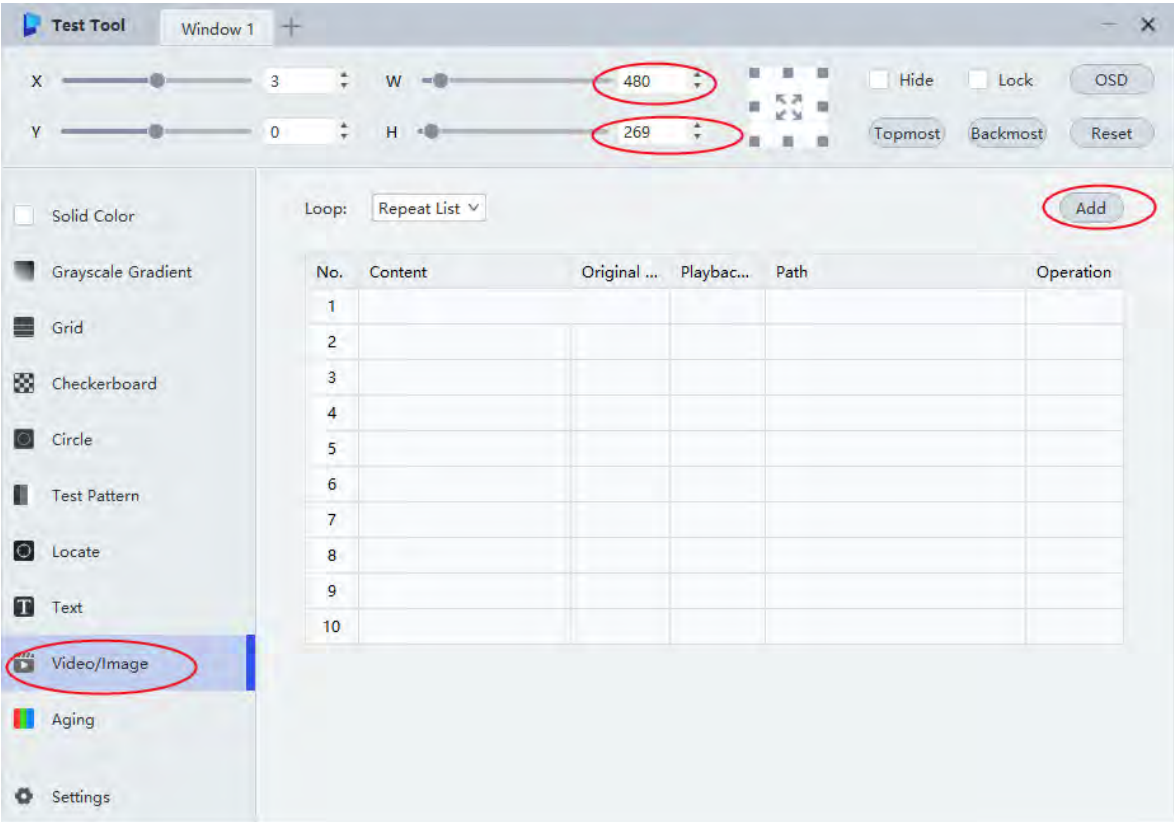 Test Tool Window 1
X 3 W 480 Hide Lock OSD
Y 0 H 269 Topmost Backmost Reset
Solid Color
Grayscale Gradient
Grid
Checkerboard
Circle
Test Pattern
Locate
Text
Video/Image
Aging
Settings
Loop: Repeat List Add
No. Content Original ... Playbac... Path Operation
1
2
3
4
5
6
7
8
9
10